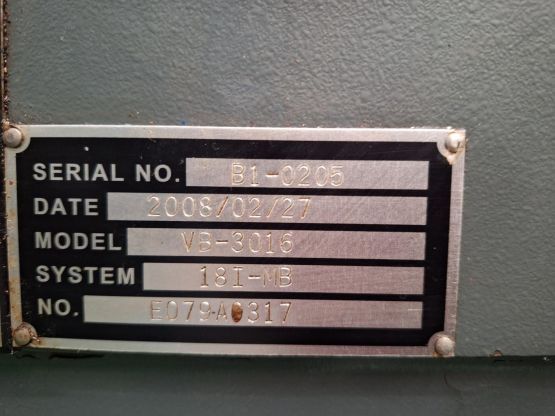 SERIAL NO. B1-0205
DATE 2008/02/27
MODEL VB-3016
SYSTEM 18I-MB
NO.